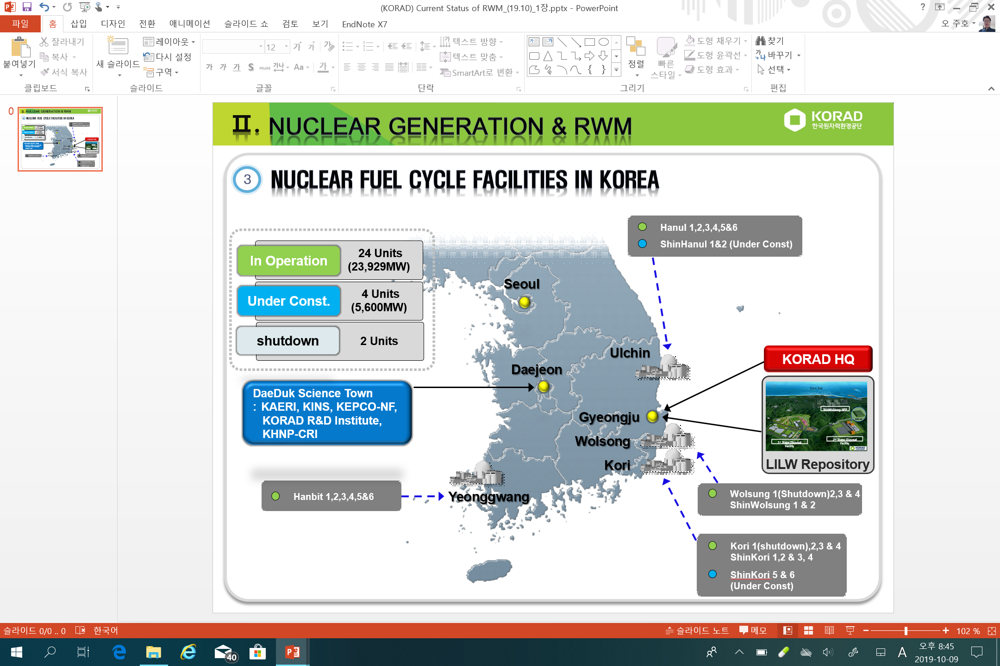 (KORAD) Current Status of RWM_(19.10)_1장.pptx - PowerPoint
?
파일
홈
삽입
디자인
전환
애니메이션
슬라이드 쇼
검토
보기
EndNote X7
오 주호
붙여넣기
잘라내기
복사
서식 복사
클립보드
새 슬라이드
레이아웃
다시 설정
구역
슬라이드
12
글꼴
텍스트 방향
텍스트 맞춤
SmartArt로 변환
단락
정렬
빠른
스타일
도형 채우기
도형 윤곽선
도형 효과
그리기
찾기
바꾸기
선택
편집
0
II. NUCLEAR GENERATION & RWM
KORAD
한국원자력환경공단
3 NUCLEAR FUEL CYCLE FACILITIES IN KOREA
In Operation
24 Units
(23,929MW)
Under Const.
4 Units
(5,600MW)
shutdown
2 Units
DaeDuk Science Town
: KAERI, KINS, KEPCO-NF,
KORAD R&D Institute,
KHNP-CRI
Hanbit 1,2,3,4,5&6
Hanul 1,2,3,4,5&6
ShinHanul 1&2 (Under Const)
Seoul
Ulchin
Daejeon
Gyeongju
Wolsong
Kori
Yeonggwang
KORAD HQ
East Sea
ShinWolsong NPP
1st Stage Disposal
Facility
2nd Stage Disposal
Facility
KORAD
LILW Repository
Wolsung 1(Shutdown)2,3 & 4
ShinWolsung 1 & 2
Kori 1(shutdown),2,3 & 4
ShinKori 1,2 & 3, 4
ShinKori 5 & 6
(Under Const)
슬라이드 0/0 .. 0
한국어
슬라이드 노트
메모
102 %
40
A
오후 8:45
2019-10-09